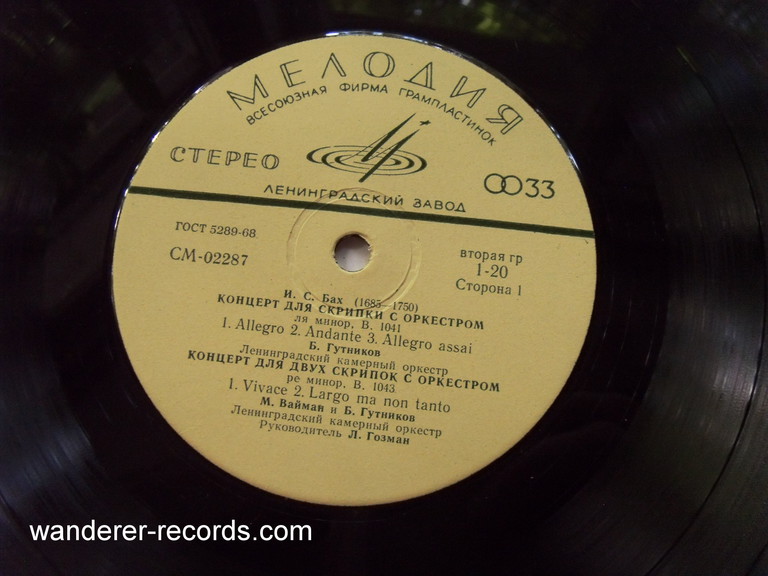 МЕЛОДИЯ
ВСЕСОЮЗНАЯ ФИРМА ГРАМПЛАСТИНОК
СТЕРЕО
33
ЛЕНИНГРАДСКИЙ ЗАВОД
ГОСТ 5289-68
СМ-02287
вторая гр
1-20
Сторона 1
И. С. Бах (1685—1750)
КОНЦЕРТ ДЛЯ СКРИПКИ С ОРКЕСТРОМ
ля минор, В. 1041
1. Allegro 2. Andante 3. Allegro assai
Б. Гутников
Ленинградский камерный оркестр
КОНЦЕРТ ДЛЯ ДВУХ СКРИПОК С ОРКЕСТРОМ
ре минор, В. 1043
1. Vivace 2. Largo ma non tanto
М. Вайман и Б. Гутников
Ленинградский камерный оркестр
Руководитель Л. Гозман
wanderer-records.com